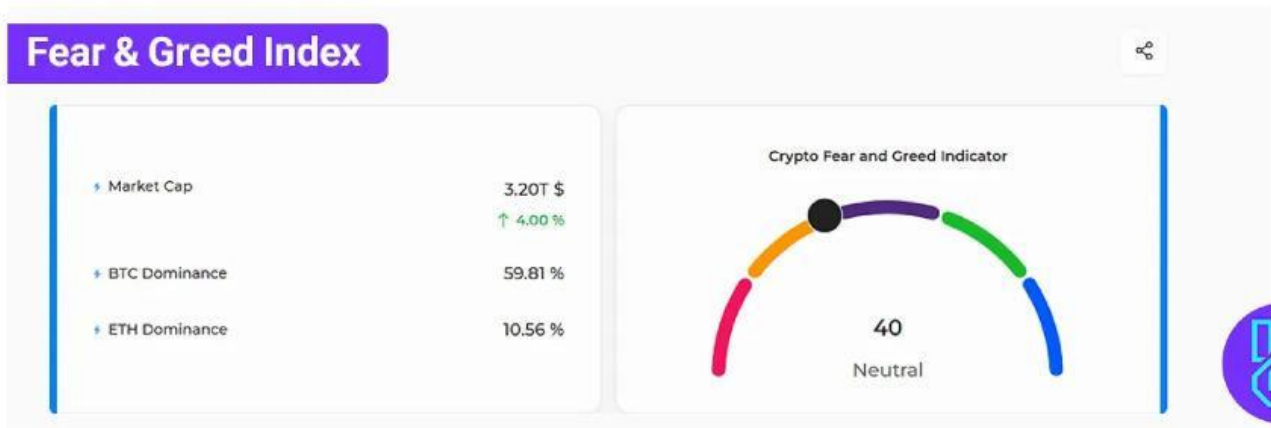 Fear & Greed Index
Market Cap 3.20T $
↑ 4.00 %
BTC Dominance 59.81 %
ETH Dominance 10.56 %
Crypto Fear and Greed Indicator
40
Neutral